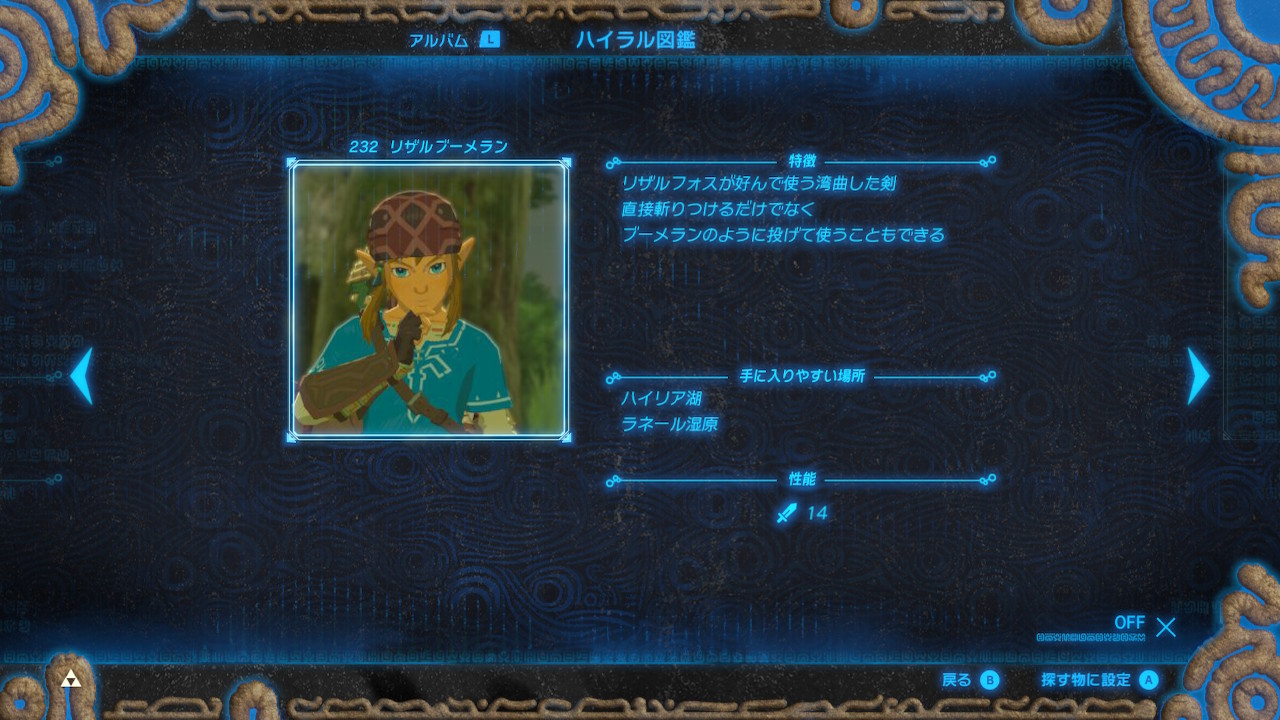 アルバム L
ハイラル図鑑
232 リザルブーメラン
特徴
リザルフォスが好んで使う湾曲した剣
直接斬りつけるだけでなく
ブーメランのように投げて使うこともできる
手に入りやすい場所
ハイリア湖
ラネール湿原
性能
14
OFF
戻る B
探す物に設定 A